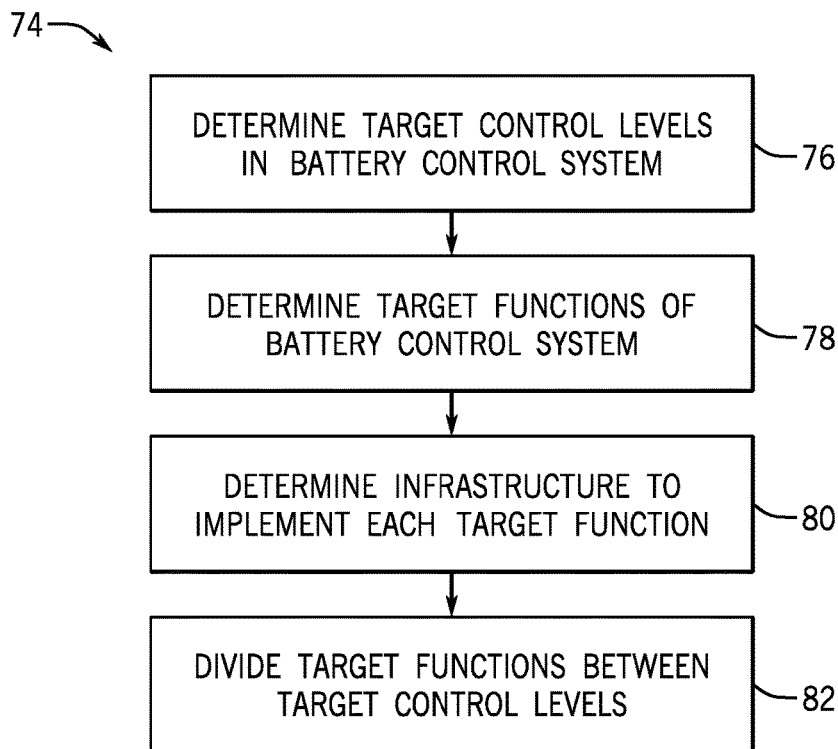 74
DETERMINE TARGET CONTROL LEVELS
IN BATTERY CONTROL SYSTEM
76
DETERMINE TARGET FUNCTIONS OF
BATTERY CONTROL SYSTEM
78
DETERMINE INFRASTRUCTURE TO
IMPLEMENT EACH TARGET FUNCTION
80
DIVIDE TARGET FUNCTIONS BETWEEN
TARGET CONTROL LEVELS
82